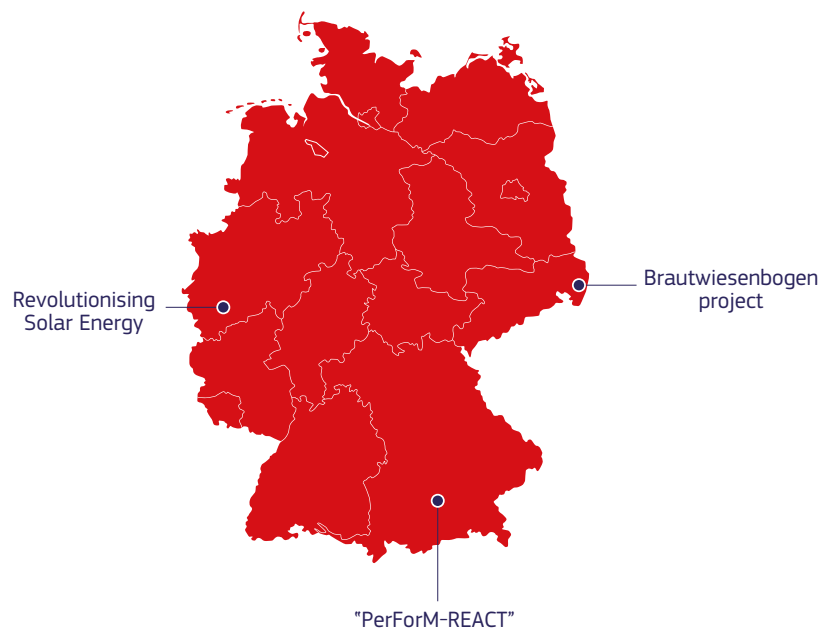 Revolutionising
Solar Energy
Brautwiesenbogen
project
"PerForM-REACT"